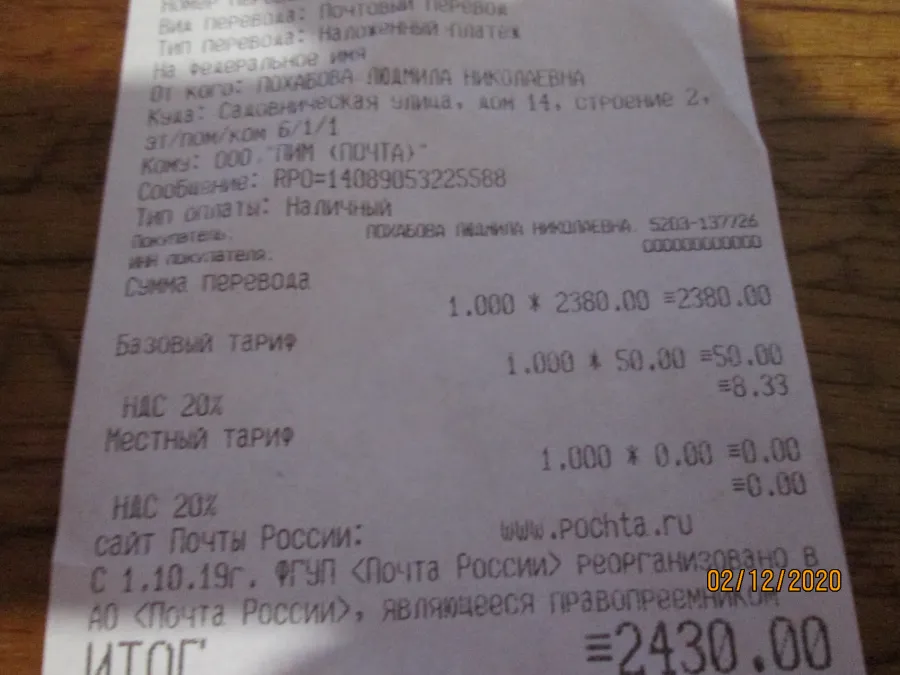 Номер
Вид перевода: Почтовый перевод
Тип перевода: Наложенный платеж
На Федеральное имя
От кого: ПОХАБОВА ЛЮДМИЛА НИКОЛАЕВНА
Куда: Садовническая улица, дом 14, строение 2,
эт/пом/ком 6/1/1
Кому: ООО "ПИМ (ПОЧТА)"
Сообщение: RPO=14089053225588
Тип оплаты: Наличный
Покупатель: ПОХАБОВА ЛЮДМИЛА НИКОЛАЕВНА 5203-137726
ИНН покупателя: 000000000000
Сумма перевода
1.000 * 2380.00 ≡2380.00
Базовый тариф
1.000 * 50.00 ≡50.00
≡8.33
НДС 20%
Местный тариф
1.000 * 0.00 ≡0.00
≡0.00
НДС 20%
сайт Почты России: www.pochta.ru
С 1.10.19г. ФГУП <Почта России> реорганизовано в
АО <Почта России>, являющееся правопреемником
02/12/2020
ИТОГ ≡2430.00